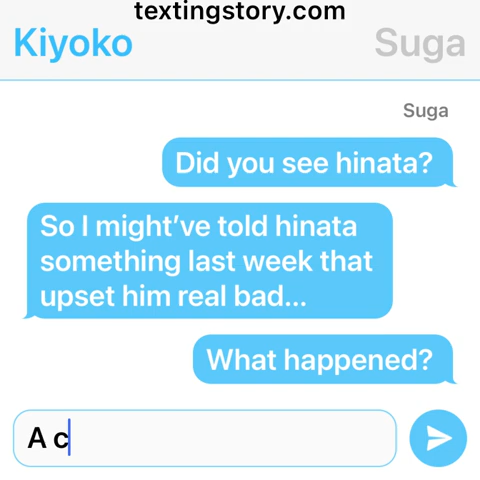 textingstory.com
Kiyoko
Suga
Suga
Did you see hinata?
So I might’ve told hinata
something last week that
upset him real bad...
What happened?
A c